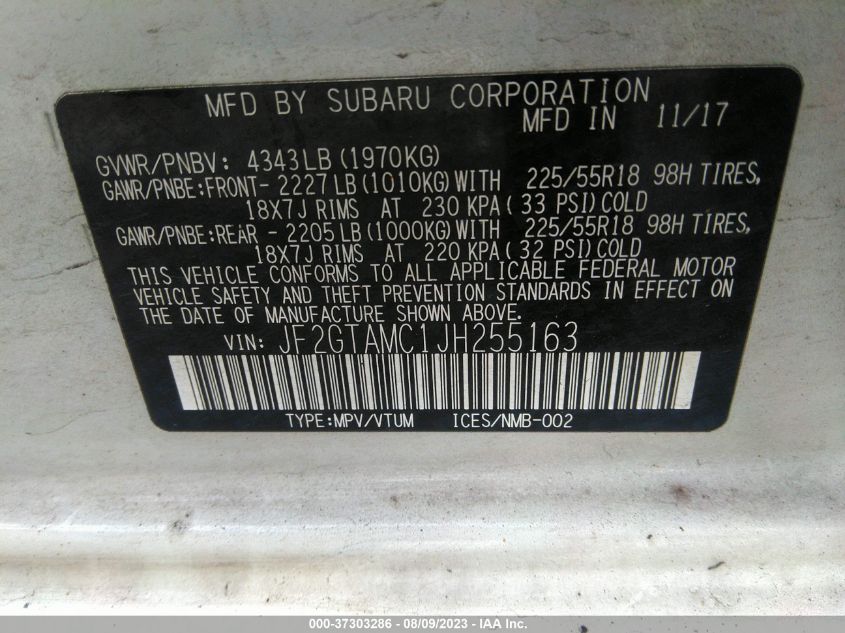 MFD BY SUBARU CORPORATION
MFD IN 11/17
GVWR/PNBV: 4343LB (1970KG)
GAWR/PNBE:FRONT- 2227 LB (1010KG) WITH 225/55R18 98H TIRES,
18X7J RIMS AT 230 KPA ( 33 PSI) COLD
GAWR/PNBE:REAR - 2205 LB (1000KG) WITH 225/55R18 98H TIRES,
18X7J RIMS AT 220 KPA ( 32 PSI) COLD
THIS VEHICLE CONFORMS TO ALL APPLICABLE FEDERAL MOTOR
VEHICLE SAFETY AND THEFT PREVENTION STANDARDS IN EFFECT ON
THE DATE OF MANUFACTURE SHOWN ABOVE.
VIN: JF2GTAMC1JH255163
TYPE:MPV/VTUM ICES/NMB-002
000-37303286 - 08/09/2023 - IAA Inc.